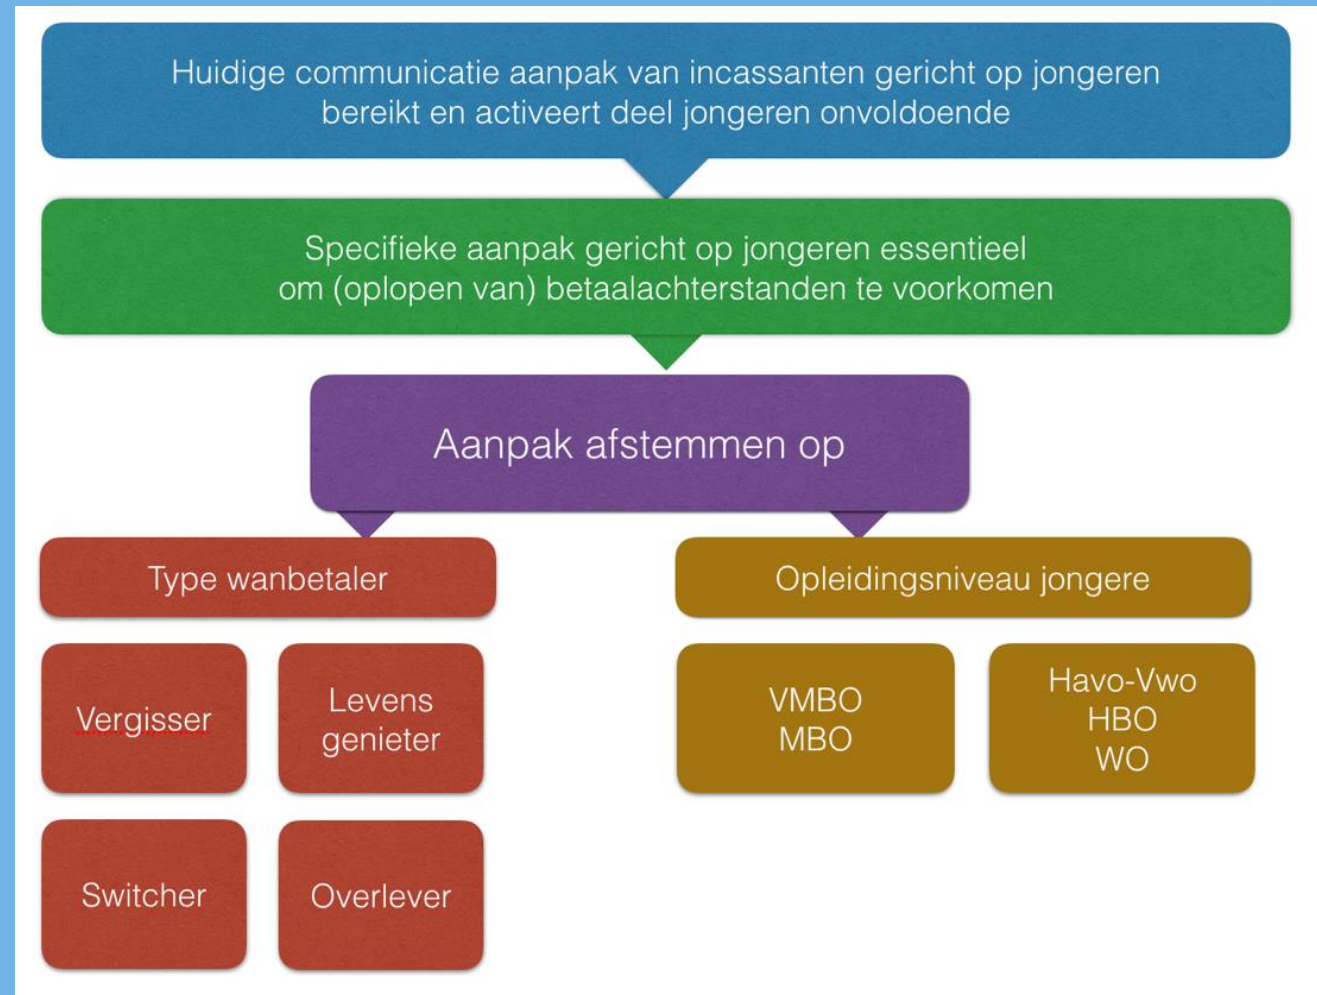 Huidige communicatie aanpak van incassanten gericht op jongeren
bereikt en activeert deel jongeren onvoldoende
Specifieke aanpak gericht op jongeren essentieel
om (oplopen van) betaalachterstanden te voorkomen
Aanpak afstemmen op
Type wanbetaler
Opleidingsniveau jongere
Vergisser
Levens
genieter
VMBO
MBO
Havo-Vwo
HBO
WO
Switcher
Overlever